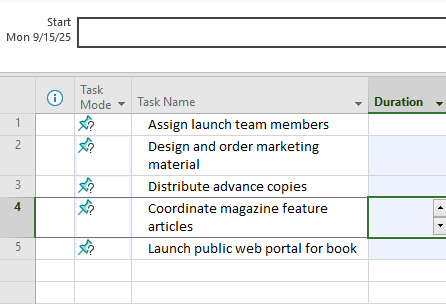 Start
Mon 9/15/25
Task
Mode
Task Name
Duration
1
Assign launch team members
2
Design and order marketing
material
3
Distribute advance copies
4
Coordinate magazine feature
articles
5
Launch public web portal for book